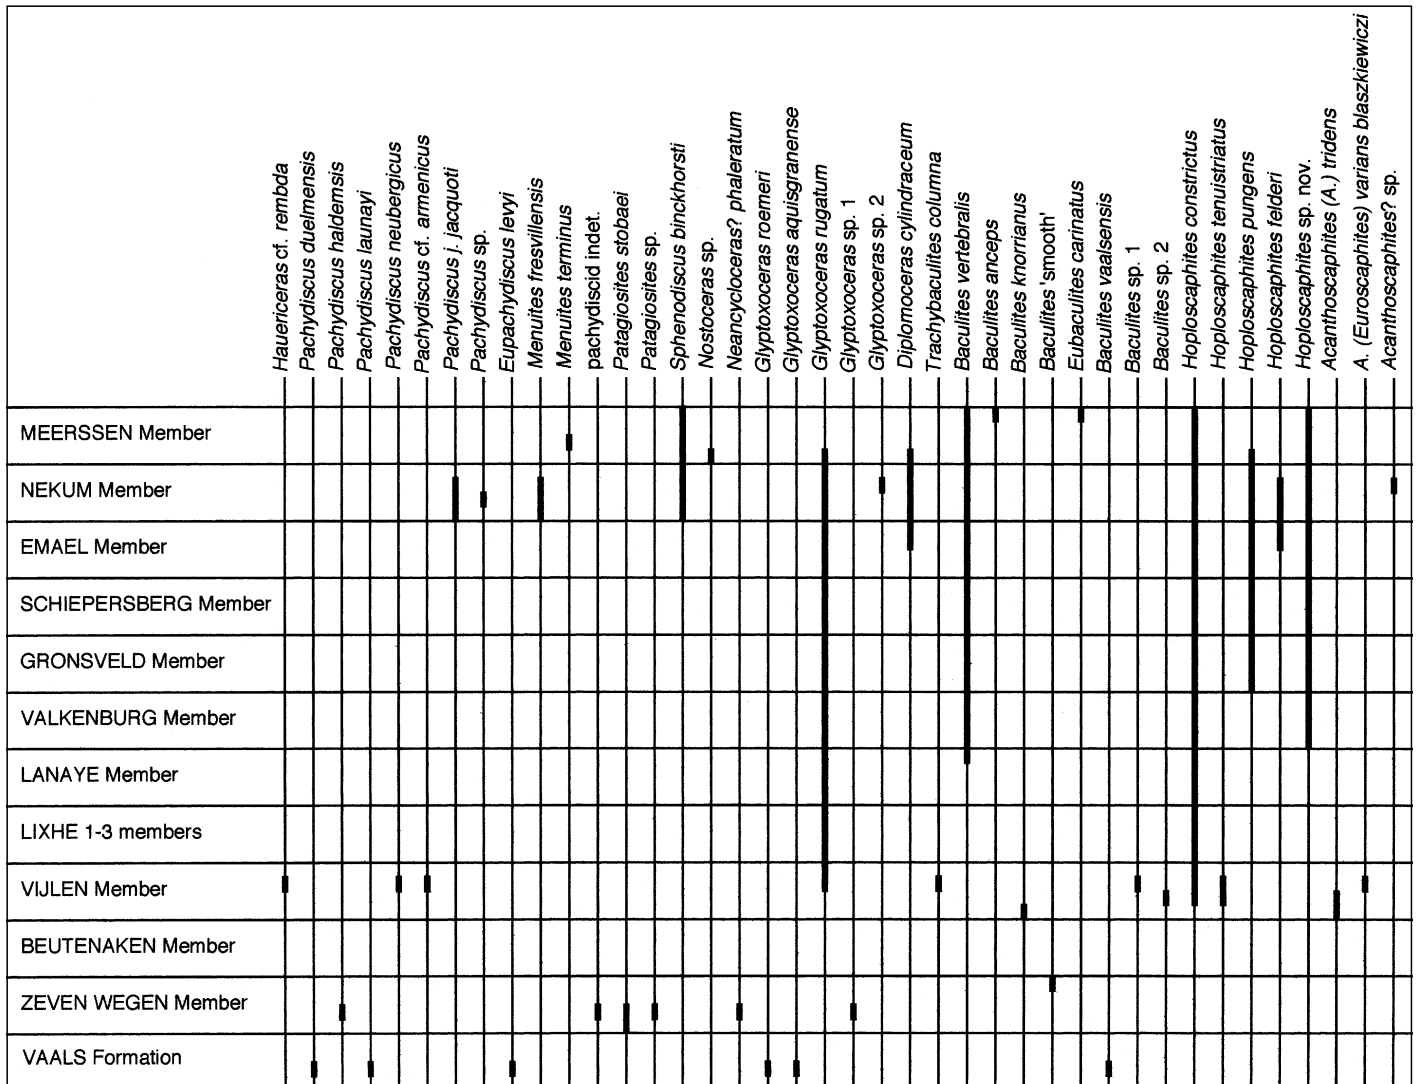 Hauericeras cf. rembda
Pachydiscus duelmensis
Pachydiscus haldemsis
Pachydiscus launayi
Pachydiscus neubergicus
Pachydiscus cf. armenicus
Pachydiscus j. jacquoti
Pachydiscus sp.
Eupachydiscus levyi
Menuites fresvillensis
Menuites terminus
pachydiscid indet.
Patagiosites stobaei
Patagiosites sp.
Sphenodiscus binckhorsti
Nostoceras sp.
Neancycloceras? phaleratum
Glyptoxoceras roemeri
Glyptoxoceras aquisgranense
Glyptoxoceras rugatum
Glyptoxoceras sp. 1
Glyptoxoceras sp. 2
Diplomoceras cylindraceum
Trachybaculites columna
Baculites vertebralis
Baculites anceps
Baculites knorrianus
Baculites 'smooth'
Eubaculites carinatus
Baculites vaalsensis
Baculites sp. 1
Baculites sp. 2
Hoploscaphites constrictus
Hoploscaphites tenuistriatus
Hoploscaphites pungens
Hoploscaphites felderi
Hoploscaphites sp. nov.
Acanthoscaphites (A.) tridens
A. (Euroscaphites) varians blaszkiewiczi
Acanthoscaphites? sp.
MEERSSEN Member
NEKUM Member
EMAEL Member
SCHIEPERSBERG Member
GRONSVELD Member
VALKENBURG Member
LANAYE Member
LIXHE 1-3 members
VIJLEN Member
BEUTENAKEN Member
ZEVEN WEGEN Member
VAALS Formation